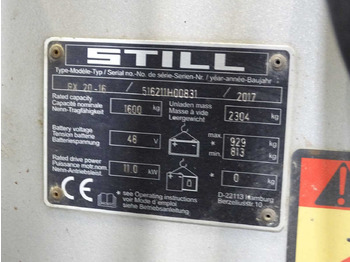 STILL
Type-Modèle-Typ / Serial no.-No. de série-Serien-Nr. / year-année-Baujahr
RX 20-16 / 516211H00831 / 2017
Rated capacity
Capacité nominale
Nenn-Tragfähigkeit
1600 kg
Unladen mass
Masse à vide
Leergewicht
2304 kg
Battery voltage
Tension batterie
Batteriespannung
48 V
* max 929 kg
min 813 kg
Rated drive power
Puissance motr.nom.
Nenn-Antriebsleistg.
11.0 kW
* 0 kg
CE
* see Operating instructions
voir Mode d'emploi
siehe Betriebsanleitung
D-22113 Hamburg
Berzeliusstr.10